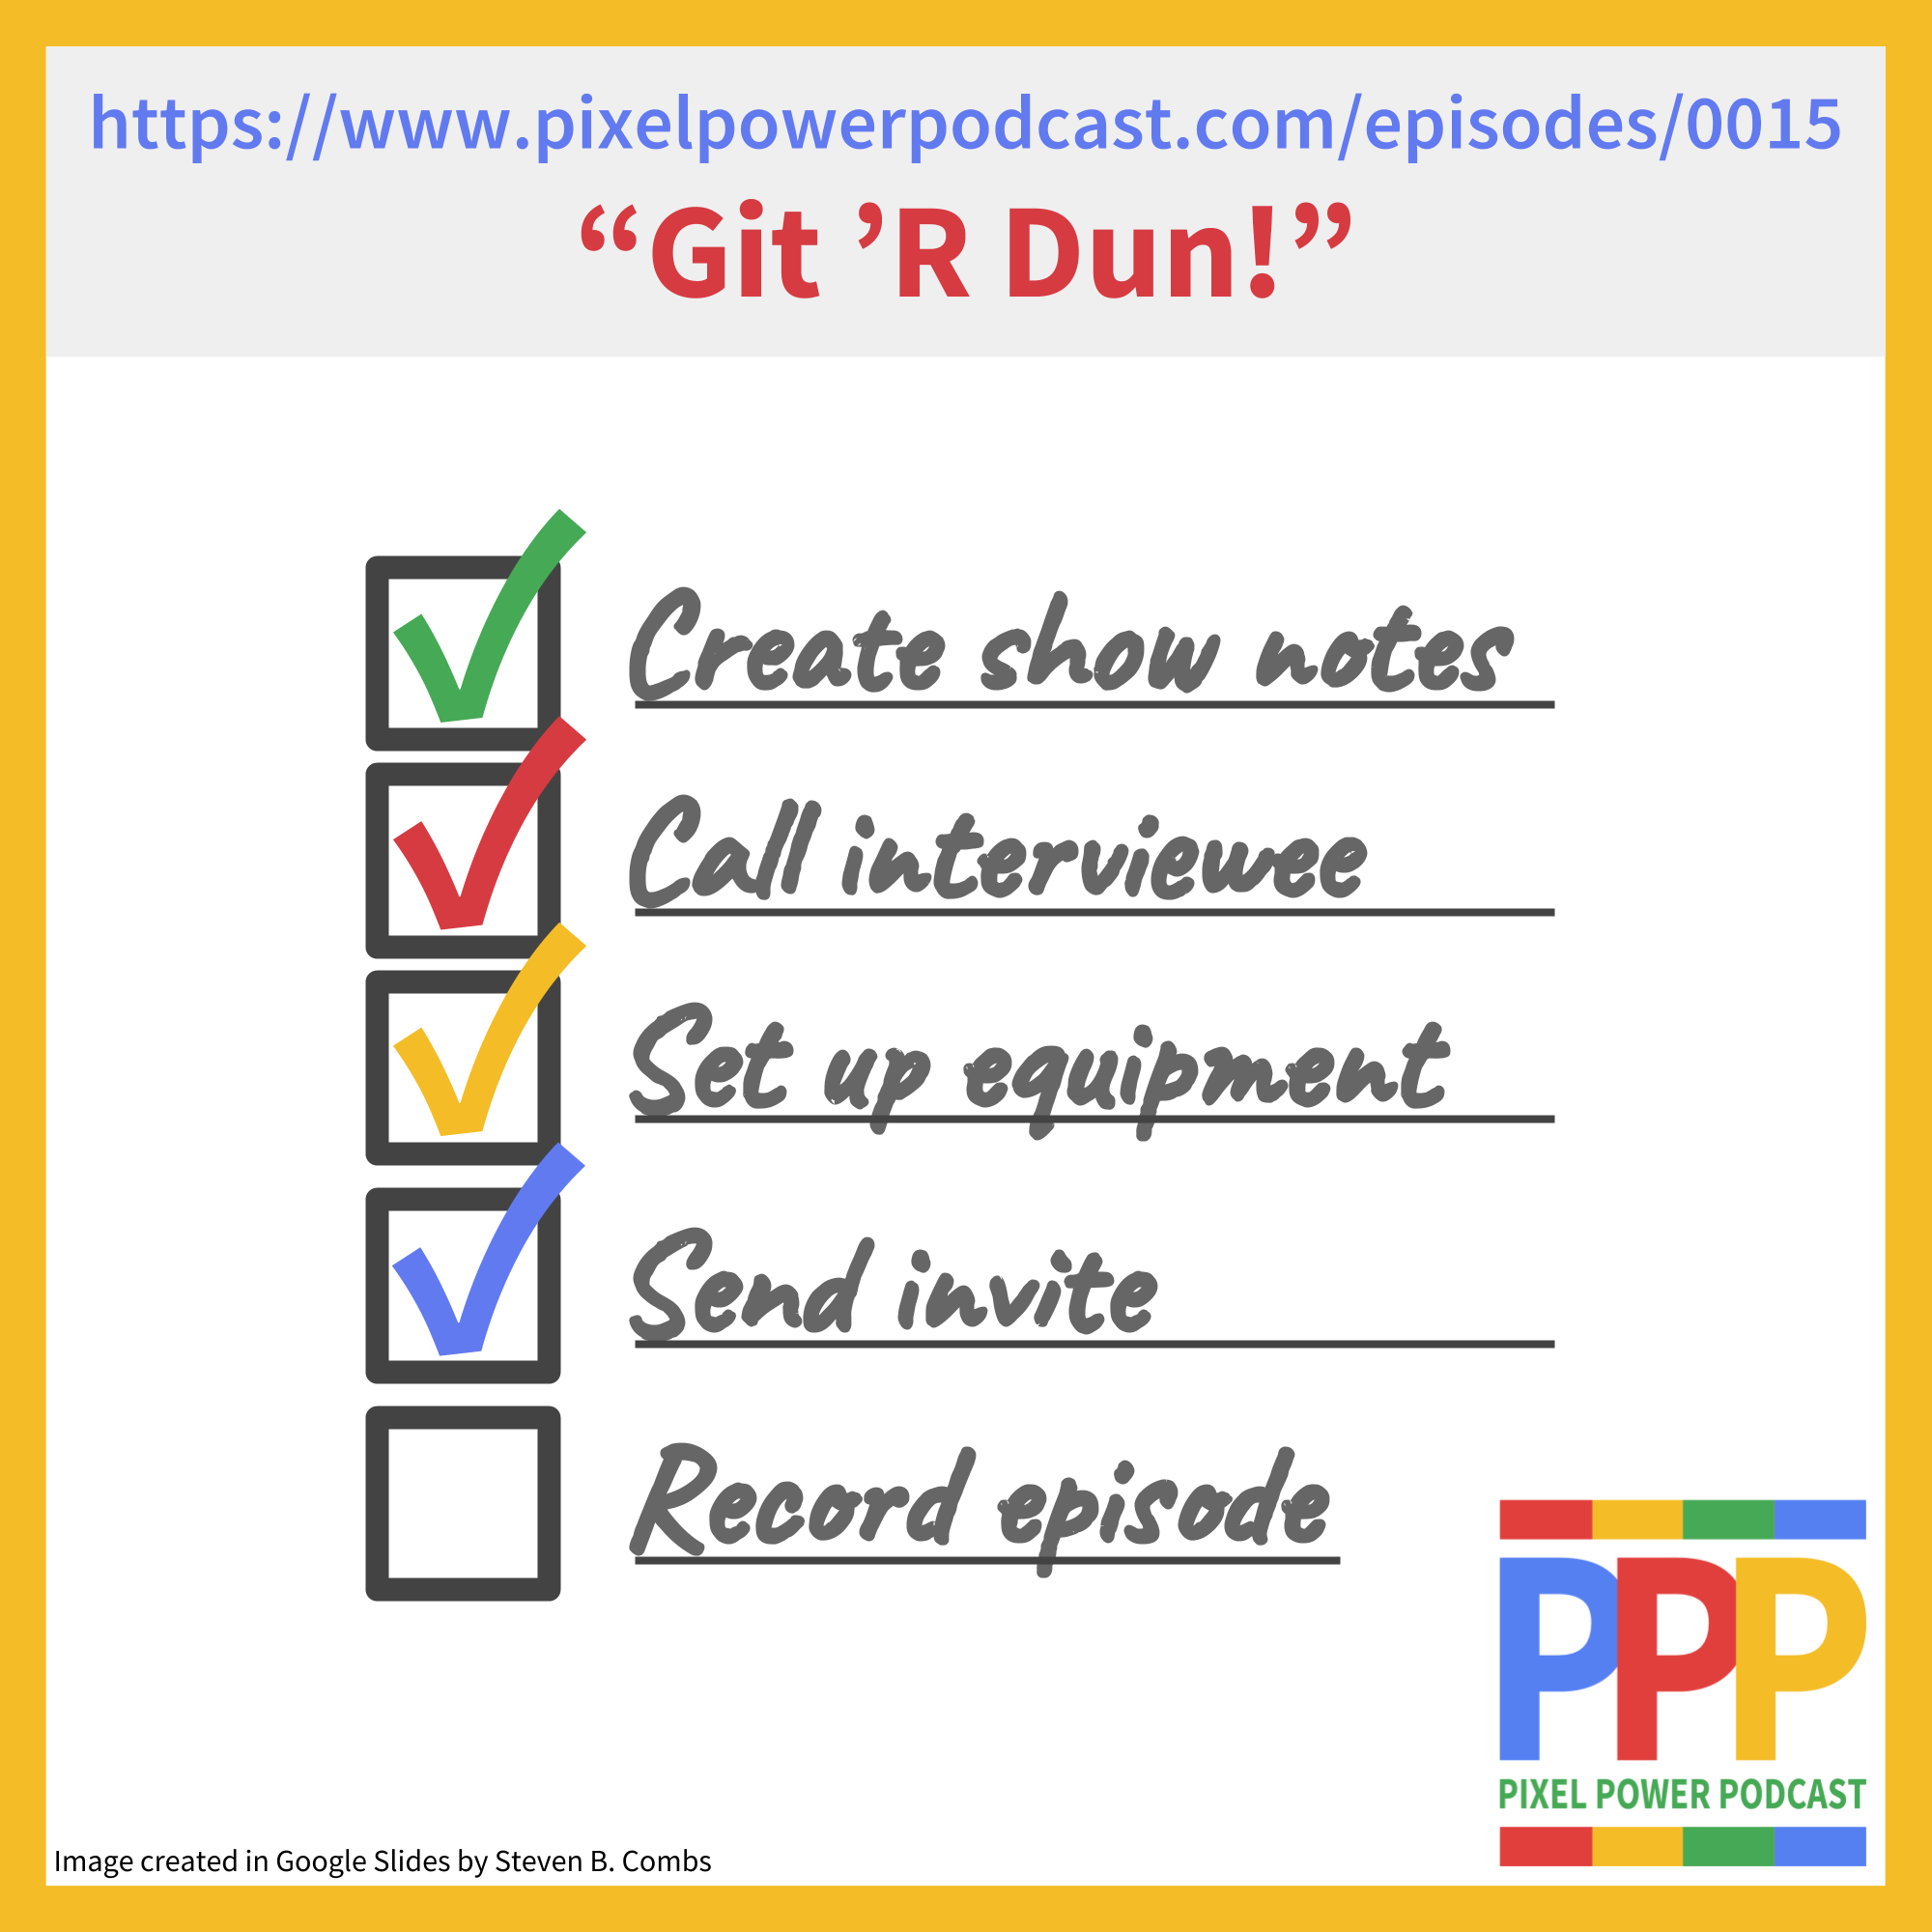 https://www.pixelpowerpodcast.com/episodes/0015
“Git ’R Dun!”
Create show notes
Call interviewee
Set up equipment
Send invite
Record episode
PPP
PIXEL POWER PODCAST
Image created in Google Slides by Steven B. Combs